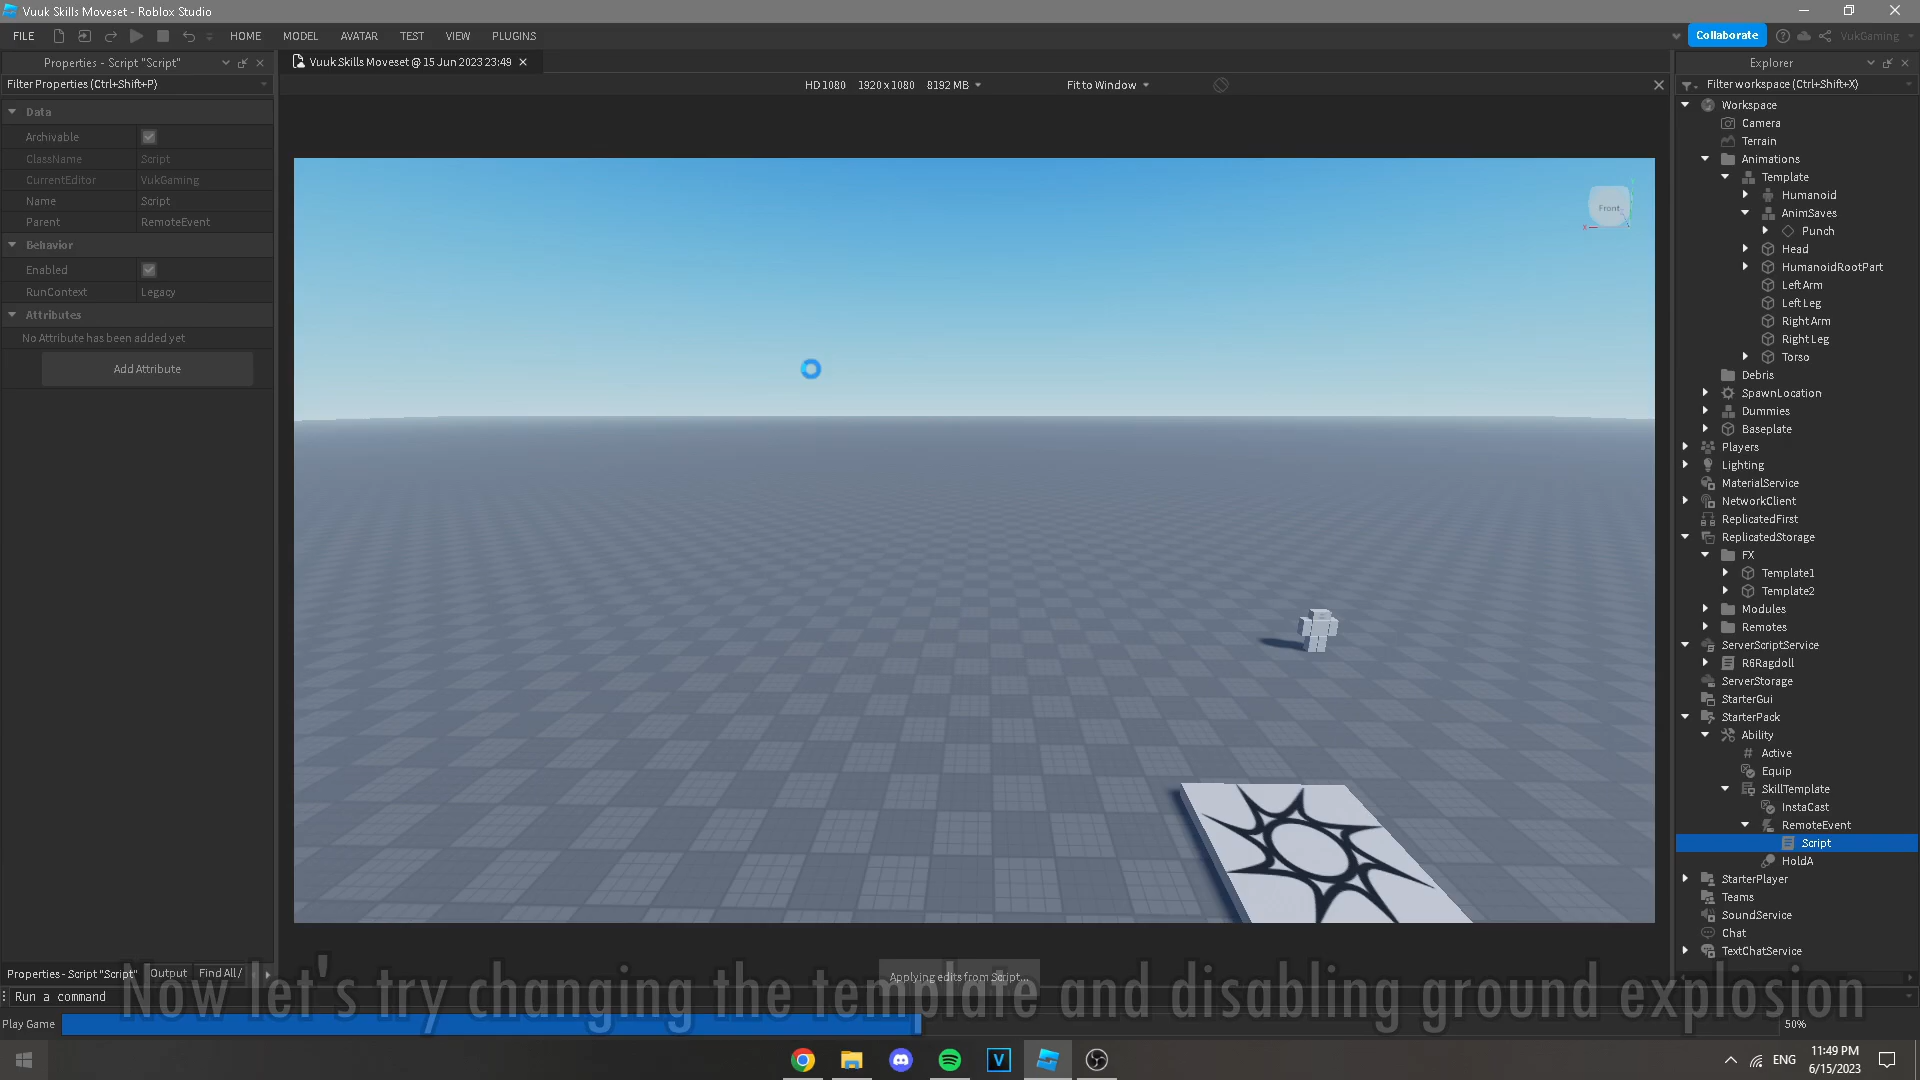 Vuuk Skills Moveset - Roblox Studio
FILE HOME MODEL AVATAR TEST VIEW PLUGINS Collaborate VukGaming
Properties - Script "Script"
Filter Properties (Ctrl+Shift+P)
Data
Archivable
ClassName Script
CurrentEditor VukGaming
Name Script
Parent RemoteEvent
Behavior
Enabled
RunContext Legacy
Attributes
No Attribute has been added yet
Add Attribute
Vuuk Skills Moveset @ 15 Jun 2023 23:49
HD 1080 1920 x 1080 8192 MB Fit to Window
Front
Explorer
Filter workspace (Ctrl+Shift+X)
Workspace
Camera
Terrain
Animations
Template
Humanoid
AnimSaves
Punch
Head
HumanoidRootPart
Left Arm
Left Leg
Right Arm
Right Leg
Torso
Debris
SpawnLocation
Dummies
Baseplate
Players
Lighting
MaterialService
NetworkClient
ReplicatedFirst
ReplicatedStorage
FX
Template1
Template2
Modules
Remotes
ServerScriptService
R6Ragdoll
ServerStorage
StarterGui
StarterPack
Ability
Active
Equip
SkillTemplate
InstaCast
RemoteEvent
Script
HoldA
StarterPlayer
Teams
SoundService
Chat
TextChatService
Properties - Script "Script" Output Find All /
Applying edits from Script...
Now let's try changing the template and disabling ground explosion
Run a command
Play Game 50%
ENG 11:49 PM
6/15/2023